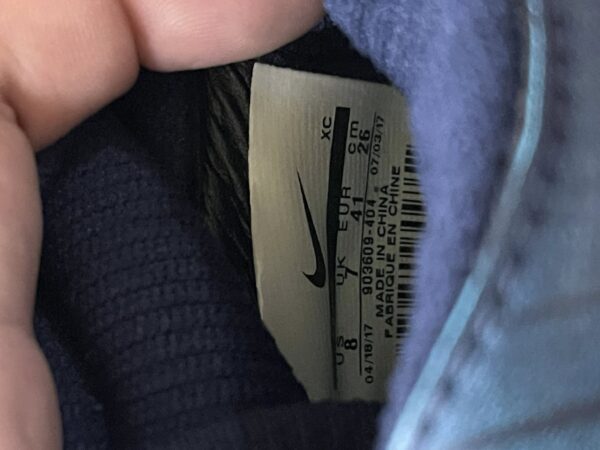 XC
US UK EUR cm
8 7 41 26
04/18/17 903609-404 07/03/17
MADE IN CHINA
FABRIQUE EN CHINE